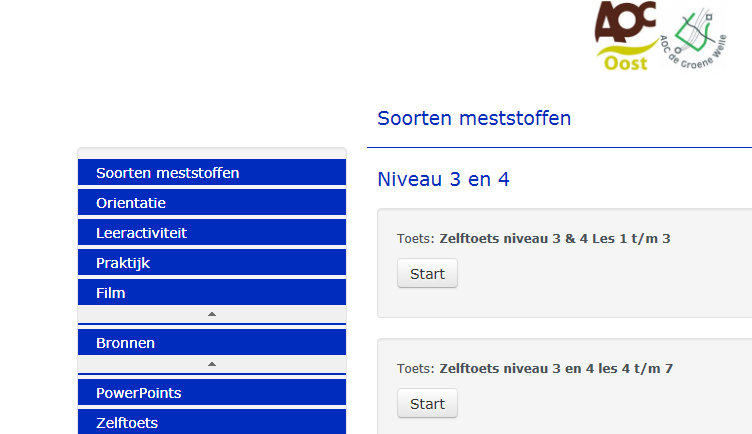 AOC
Oost
AOC de Groene Welle
Soorten meststoffen
Soorten meststoffen
Orientatie
Leeractiviteit
Praktijk
Film
Bronnen
PowerPoints
Zelftoets
Niveau 3 en 4
Toets: Zelftoets niveau 3 & 4 Les 1 t/m 3
Start
Toets: Zelftoets niveau 3 en 4 les 4 t/m 7
Start